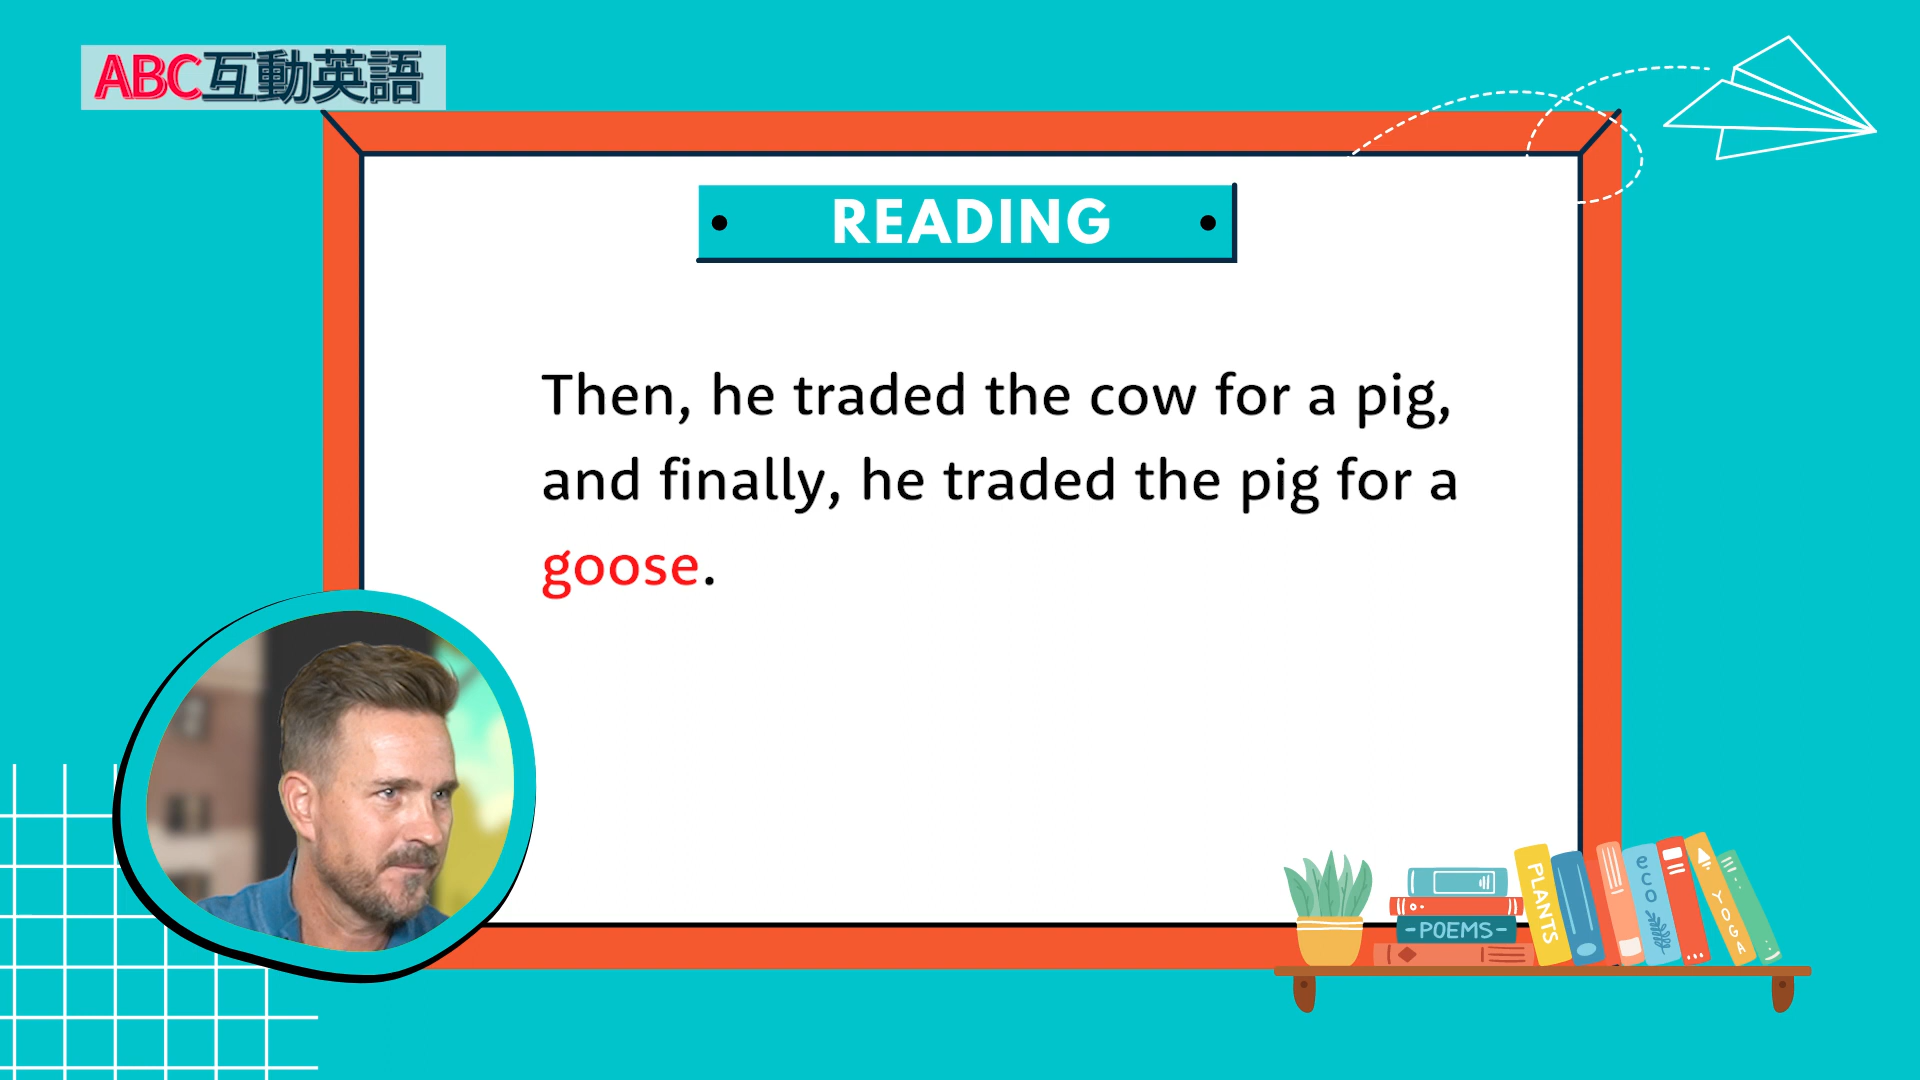 ABC互動英語
READING
Then, he traded the cow for a pig,
and finally, he traded the pig for a
goose.
POEMS
PLANTS
eco
YOGA